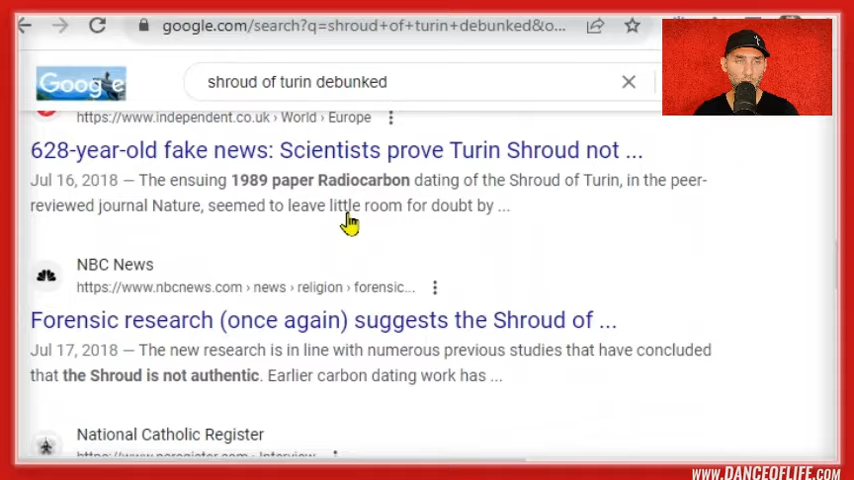 google.com/search?q=shroud+of+turin+debunked&o...
Google
shroud of turin debunked
https://www.independent.co.uk › World › Europe
628-year-old fake news: Scientists prove Turin Shroud not ...
Jul 16, 2018 — The ensuing 1989 paper Radiocarbon dating of the Shroud of Turin, in the peer-
reviewed journal Nature, seemed to leave little room for doubt by ...
NBC News
https://www.nbcnews.com › news › religion › forensic...
Forensic research (once again) suggests the Shroud of ...
Jul 17, 2018 — The new research is in line with numerous previous studies that have concluded
that the Shroud is not authentic. Earlier carbon dating work has ...
National Catholic Register
WWW.DANCEOFLIFE.COM